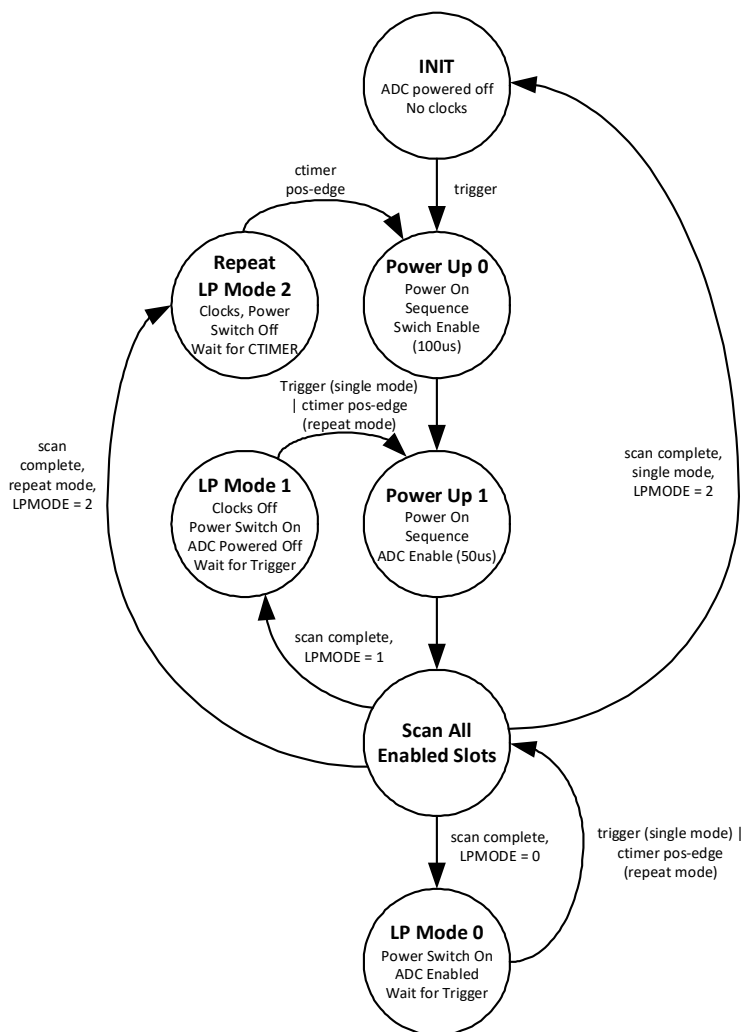 INIT
ADC powered off
No clocks
ctimer
pos-edge
trigger
Repeat
LP Mode 2
Clocks, Power
Switch Off
Wait for CTIMER
Power Up 0
Power On
Sequence
Swich Enable
(100us)
Trigger (single mode)
| ctimer pos-edge
(repeat mode)
scan
complete,
repeat mode,
LPMODE = 2
scan complete,
single mode,
LPMODE = 2
LP Mode 1
Clocks Off
Power Switch On
ADC Powered Off
Wait for Trigger
Power Up 1
Power On
Sequence
ADC Enable (50us)
scan complete,
LPMODE = 1
Scan All
Enabled Slots
scan complete,
LPMODE = 0
trigger (single mode) |
ctimer pos-edge
(repeat mode)
LP Mode 0
Power Switch On
ADC Enabled
Wait for Trigger